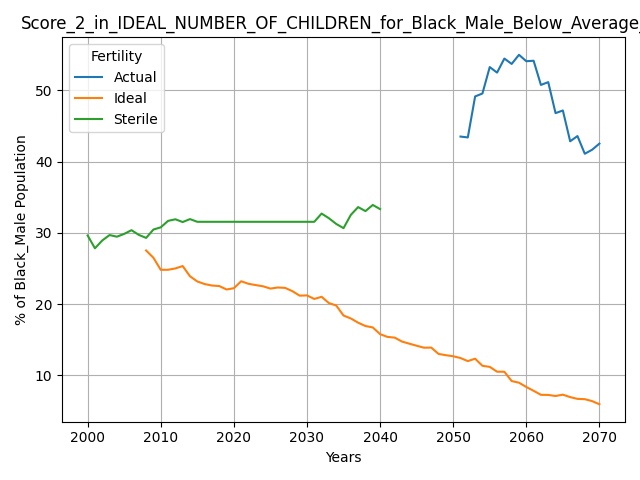 Score_2_in_IDEAL_NUMBER_OF_CHILDREN_for_Black_Male_Below_Average_
Fertility
Actual
Ideal
Sterile
% of Black_Male Population
50
40
30
20
10
2000 2010 2020 2030 2040 2050 2060 2070
Years